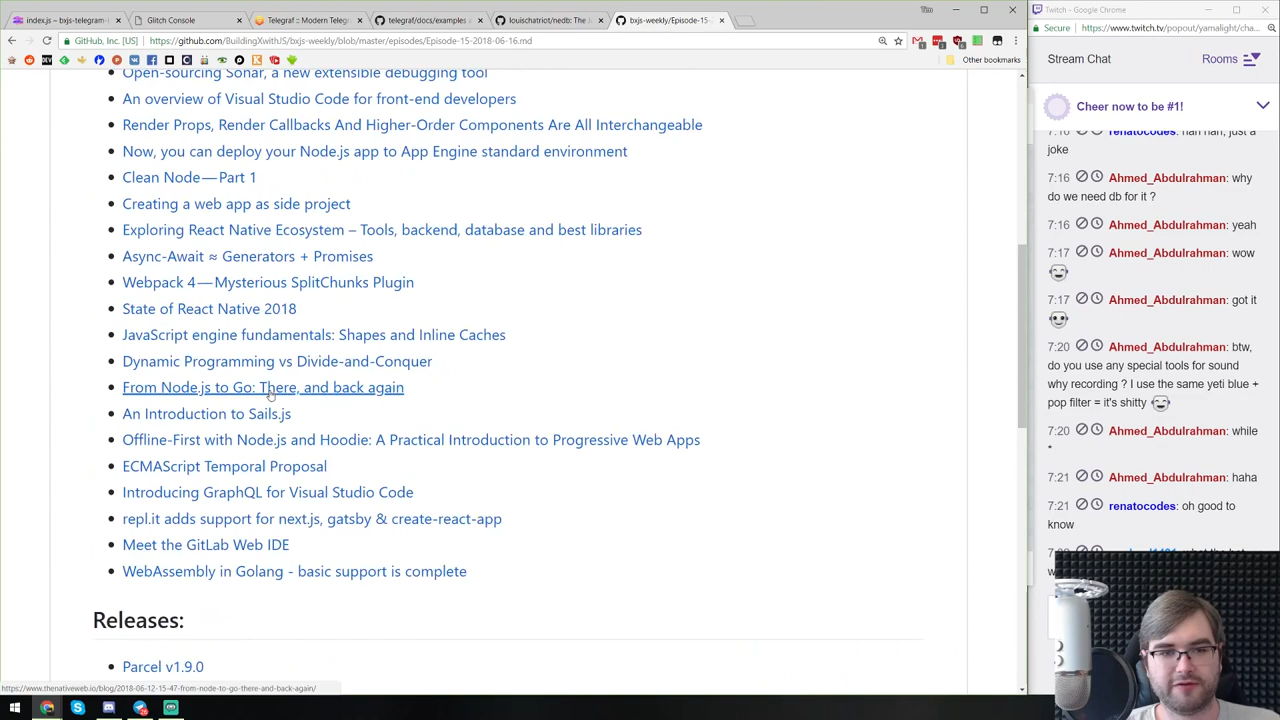 index.js ~ bxjs-telegram-
Glitch Console
Telegraf :: Modern Telegra
telegraf/docs/examples a
louischatriot/nedb: The Ja
bxjs-weekly/Episode-15-2
Tim
Twitch - Google Chrome
GitHub, Inc. [US]
https://github.com/BuildingXwithJS/bxjs-weekly/blob/master/episodes/Episode-15-2018-06-16.md
Secure
https://www.twitch.tv/popout/yamalight/cha...
Other bookmarks
Stream Chat
Rooms
Open-sourcing Sonar, a new extensible debugging tool
An overview of Visual Studio Code for front-end developers
Render Props, Render Callbacks And Higher-Order Components Are All Interchangeable
Now, you can deploy your Node.js app to App Engine standard environment
Clean Node — Part 1
Creating a web app as side project
Exploring React Native Ecosystem – Tools, backend, database and best libraries
Async-Await ≈ Generators + Promises
Webpack 4 — Mysterious SplitChunks Plugin
State of React Native 2018
JavaScript engine fundamentals: Shapes and Inline Caches
Dynamic Programming vs Divide-and-Conquer
From Node.js to Go: There, and back again
An Introduction to Sails.js
Offline-First with Node.js and Hoodie: A Practical Introduction to Progressive Web Apps
ECMAScript Temporal Proposal
Introducing GraphQL for Visual Studio Code
repl.it adds support for next.js, gatsby & create-react-app
Meet the GitLab Web IDE
WebAssembly in Golang - basic support is complete
Releases:
Parcel v1.9.0
https://www.thenativeweb.io/blog/2018-06-12-15-47-from-node-to-go-there-and-back-again/
Cheer now to be #1!
7:16 renatocodes: hah hah, just a
joke
7:16 Ahmed_Abdulrahman: why
do we need db for it ?
7:16 Ahmed_Abdulrahman: yeah
7:17 Ahmed_Abdulrahman: wow
7:17 Ahmed_Abdulrahman: got it
7:20 Ahmed_Abdulrahman: btw,
do you use any special tools for sound
why recording ? I use the same yeti blue +
pop filter = it's shitty
7:20 Ahmed_Abdulrahman: while
*
7:21 Ahmed_Abdulrahman: haha
7:21 renatocodes: oh good to
know